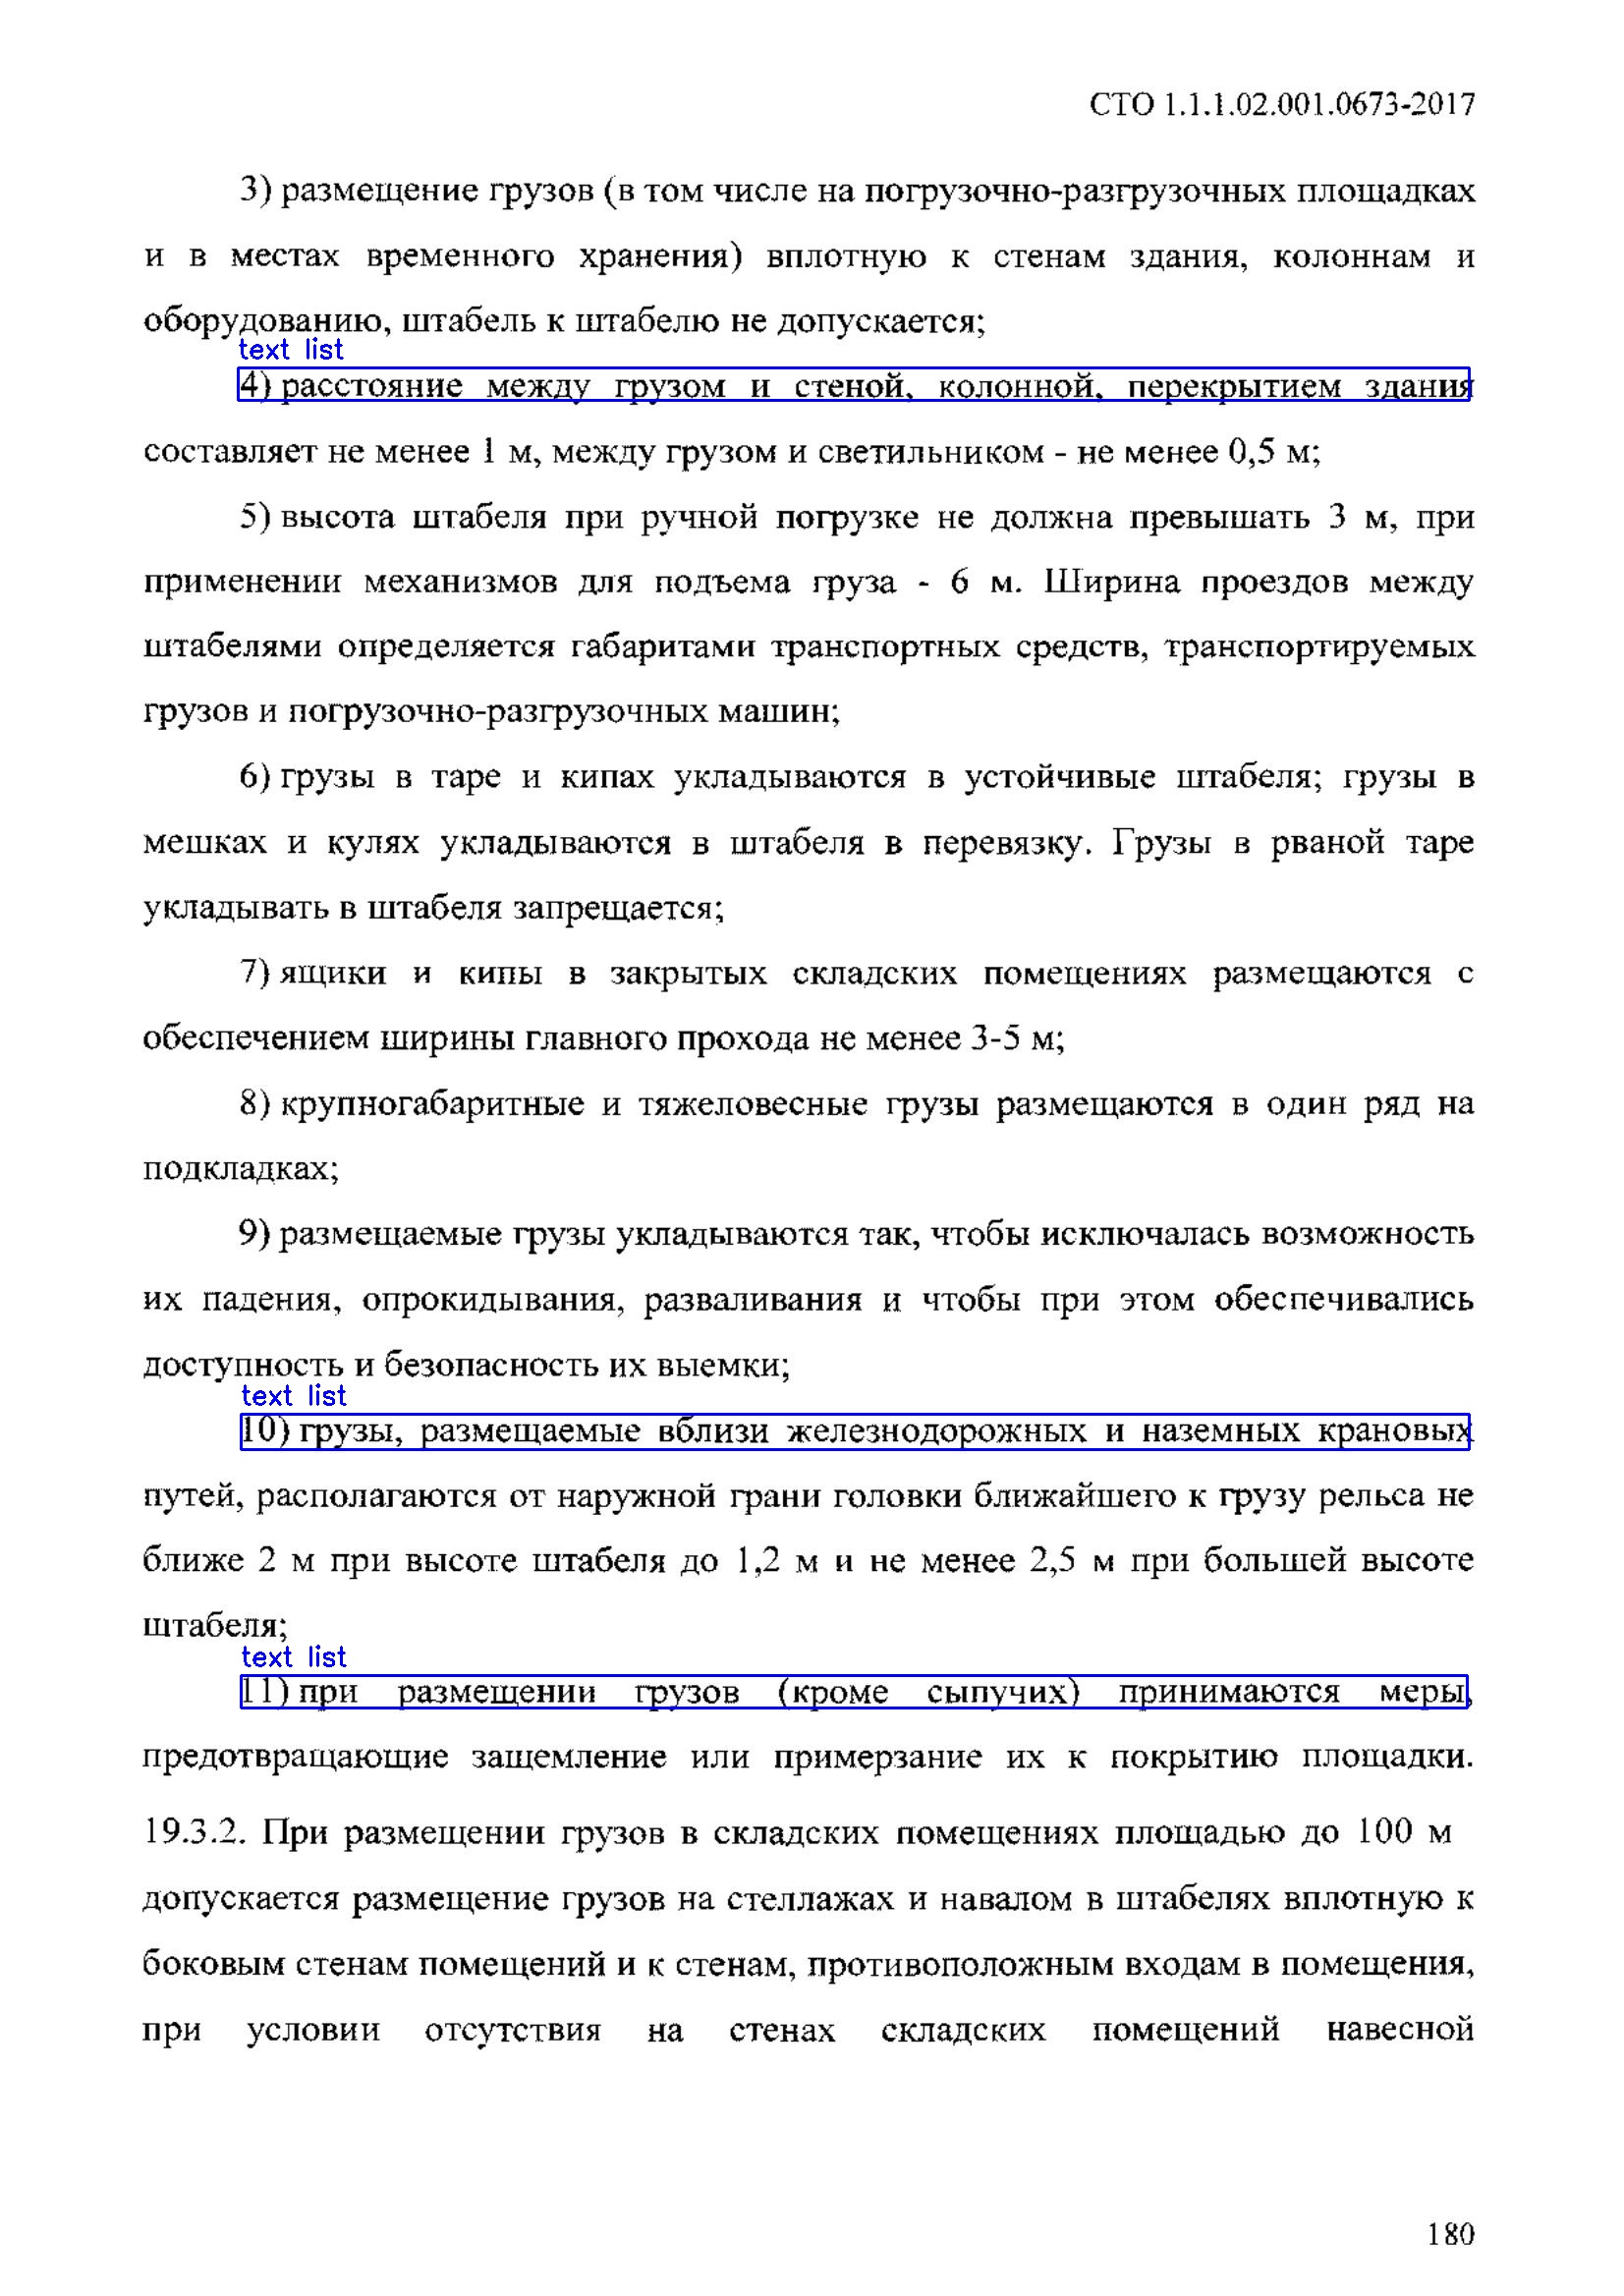 СТО 1.1.1.02.001.0673-2017
3) размещение грузов (в том числе на погрузочно-разгрузочных площадках
и в местах временного хранения) вплотную к стенам здания, колоннам и
оборудованию, штабель к штабелю не допускается;
text list
4) расстояние между грузом и стеной, колонной, перекрытием здания
составляет не менее 1 м, между грузом и светильником - не менее 0,5 м;
5) высота штабеля при ручной погрузке не должна превышать 3 м, при
применении механизмов для подъема груза - 6 м. Ширина проездов между
штабелями определяется габаритами транспортных средств, транспортируемых
грузов и погрузочно-разгрузочных машин;
6) грузы в таре и кипах укладываются в устойчивые штабеля; грузы в
мешках и кулях укладываются в штабеля в перевязку. Грузы в рваной таре
укладывать в штабеля запрещается;
7) ящики и кипы в закрытых складских помещениях размещаются с
обеспечением ширины главного прохода не менее 3-5 м;
8) крупногабаритные и тяжеловесные грузы размещаются в один ряд на
подкладках;
9) размещаемые грузы укладываются так, чтобы исключалась возможность
их падения, опрокидывания, разваливания и чтобы при этом обеспечивались
доступность и безопасность их выемки;
text list
10) грузы, размещаемые вблизи железнодорожных и наземных крановых
путей, располагаются от наружной грани головки ближайшего к грузу рельса не
ближе 2 м при высоте штабеля до 1,2 м и не менее 2,5 м при большей высоте
штабеля;
text list
11) при размещении грузов (кроме сыпучих) принимаются меры,
предотвращающие защемление или примерзание их к покрытию площадки.
19.3.2. При размещении грузов в складских помещениях площадью до 100 м
допускается размещение грузов на стеллажах и навалом в штабелях вплотную к
боковым стенам помещений и к стенам, противоположным входам в помещения,
при условии отсутствия на стенах складских помещений навесной
180